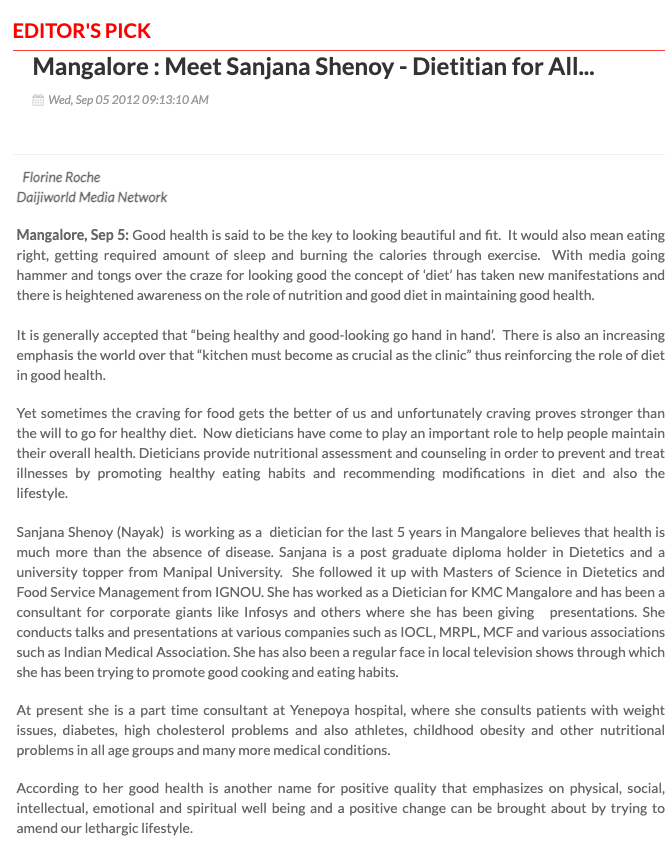 EDITOR'S PICK
Mangalore : Meet Sanjana Shenoy - Dietitian for All...
Wed, Sep 05 2012 09:13:10 AM
Florine Roche
Daijiworld Media Network
Mangalore, Sep 5: Good health is said to be the key to looking beautiful and fit. It would also mean eating
right, getting required amount of sleep and burning the calories through exercise. With media going
hammer and tongs over the craze for looking good the concept of ‘diet’ has taken new manifestations and
there is heightened awareness on the role of nutrition and good diet in maintaining good health.
It is generally accepted that “being healthy and good-looking go hand in hand’. There is also an increasing
emphasis the world over that “kitchen must become as crucial as the clinic” thus reinforcing the role of diet
in good health.
Yet sometimes the craving for food gets the better of us and unfortunately craving proves stronger than
the will to go for healthy diet. Now dieticians have come to play an important role to help people maintain
their overall health. Dieticians provide nutritional assessment and counseling in order to prevent and treat
illnesses by promoting healthy eating habits and recommending modifications in diet and also the
lifestyle.
Sanjana Shenoy (Nayak) is working as a dietician for the last 5 years in Mangalore believes that health is
much more than the absence of disease. Sanjana is a post graduate diploma holder in Dietetics and a
university topper from Manipal University. She followed it up with Masters of Science in Dietetics and
Food Service Management from IGNOU. She has worked as a Dietician for KMC Mangalore and has been a
consultant for corporate giants like Infosys and others where she has been giving presentations. She
conducts talks and presentations at various companies such as IOCL, MRPL, MCF and various associations
such as Indian Medical Association. She has also been a regular face in local television shows through which
she has been trying to promote good cooking and eating habits.
At present she is a part time consultant at Yenepoya hospital, where she consults patients with weight
issues, diabetes, high cholesterol problems and also athletes, childhood obesity and other nutritional
problems in all age groups and many more medical conditions.
According to her good health is another name for positive quality that emphasizes on physical, social,
intellectual, emotional and spiritual well being and a positive change can be brought about by trying to
amend our lethargic lifestyle.